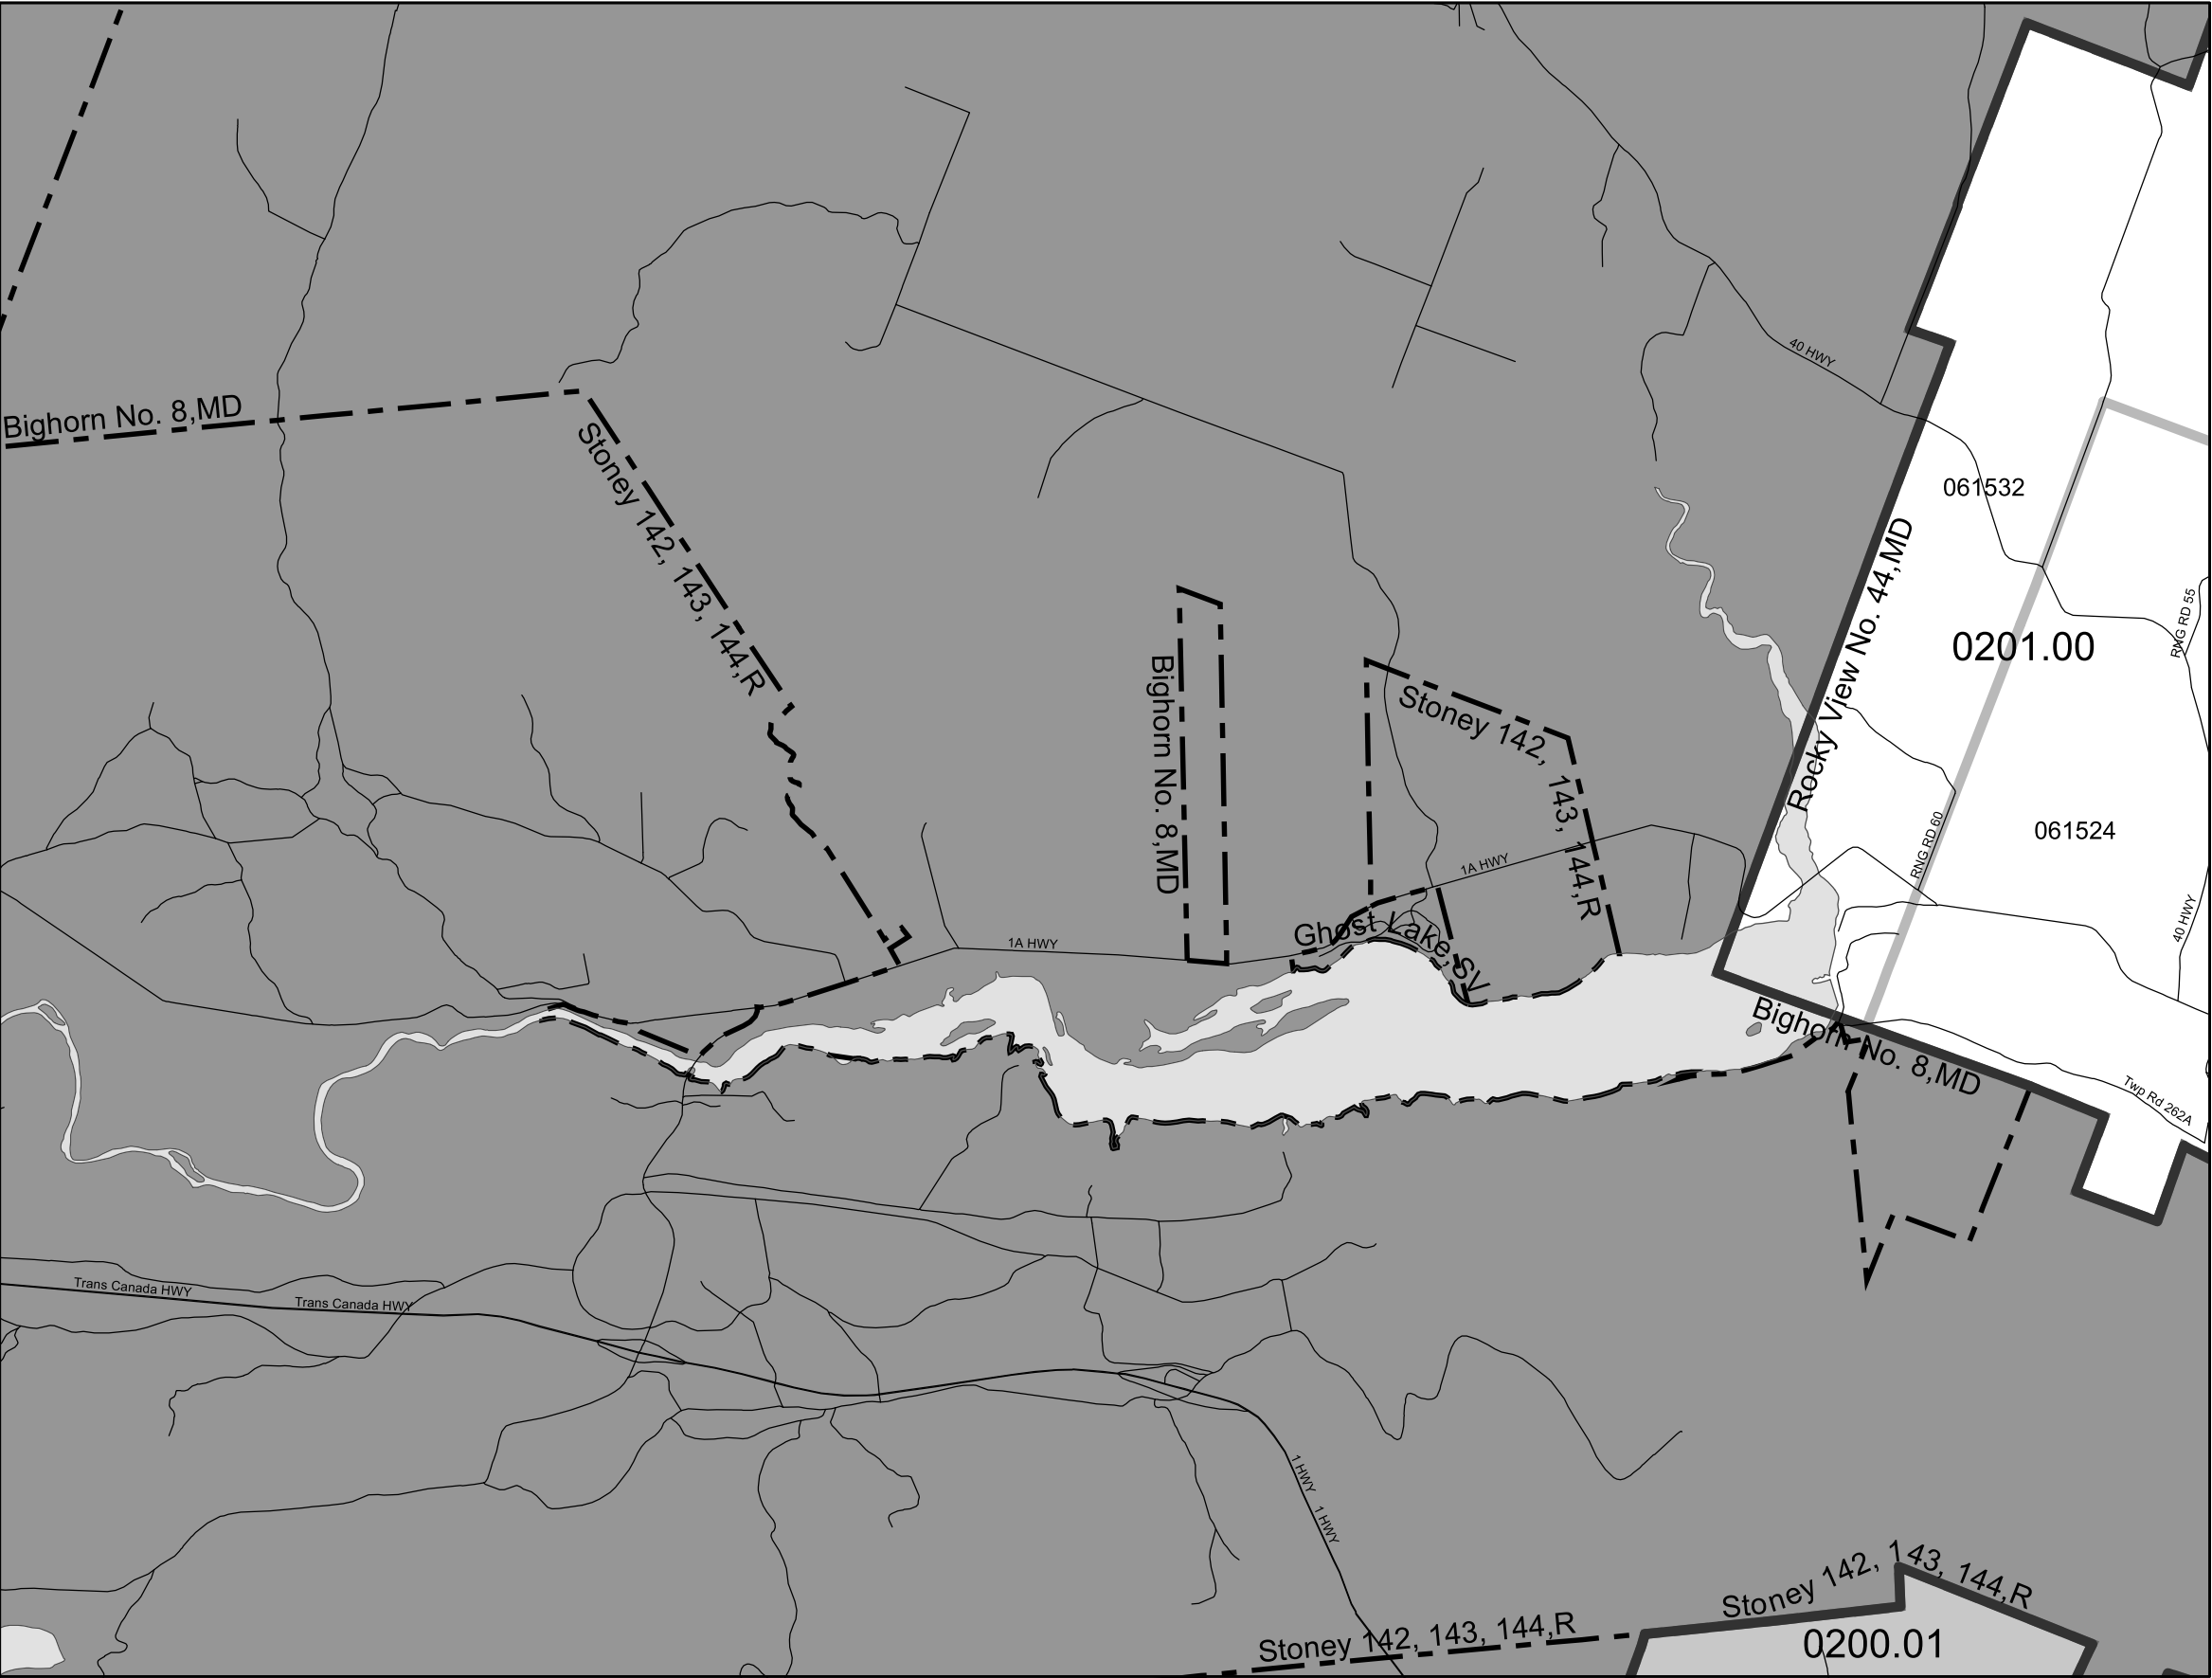 40 HWY
Bighorn No. 8,MD
Stoney 142, 143, 144,R
061532
RNG RD 55
0201.00
Rocky View No. 44,MD
Bighorn No. 8,MD
Stoney 142, 143, 144,R
061524
RNG RD 60
1A HWY
40 HWY
Ghost Lake,SV
1A HWY
Bighorn No. 8,MD
Twp Rd 262A
Trans Canada HWY
Trans Canada HWY
1 HWY
1 HWY
Stoney 142, 143, 144,R
Stoney 142, 143, 144,R
0200.01